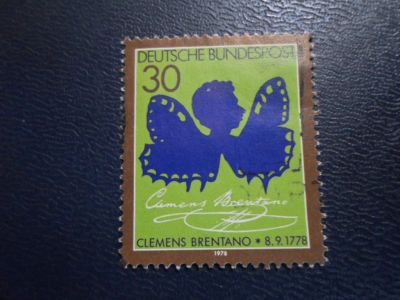 DEUTSCHE BUNDESPOST
30
Clemens Brentano
CLEMENS BRENTANO * 8.9.1778
1978